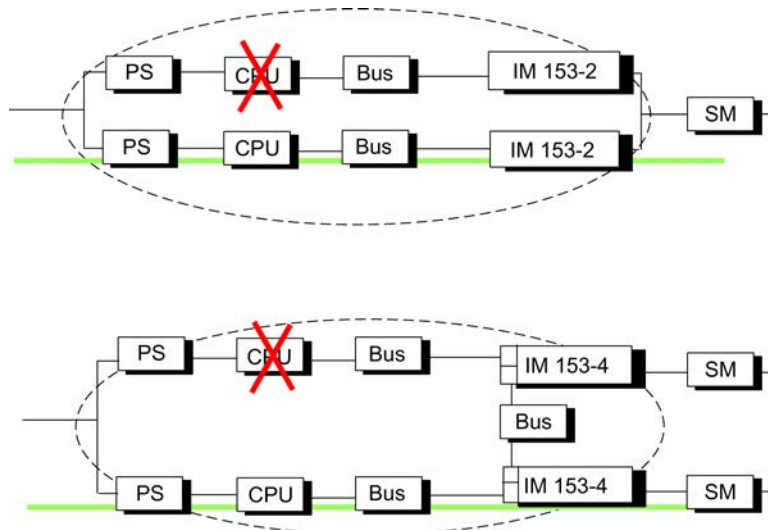 PS CPU Bus IM 153-2
SM
PS CPU Bus IM 153-2
PS CPU Bus IM 153-4 SM
Bus
PS CPU Bus IM 153-4 SM